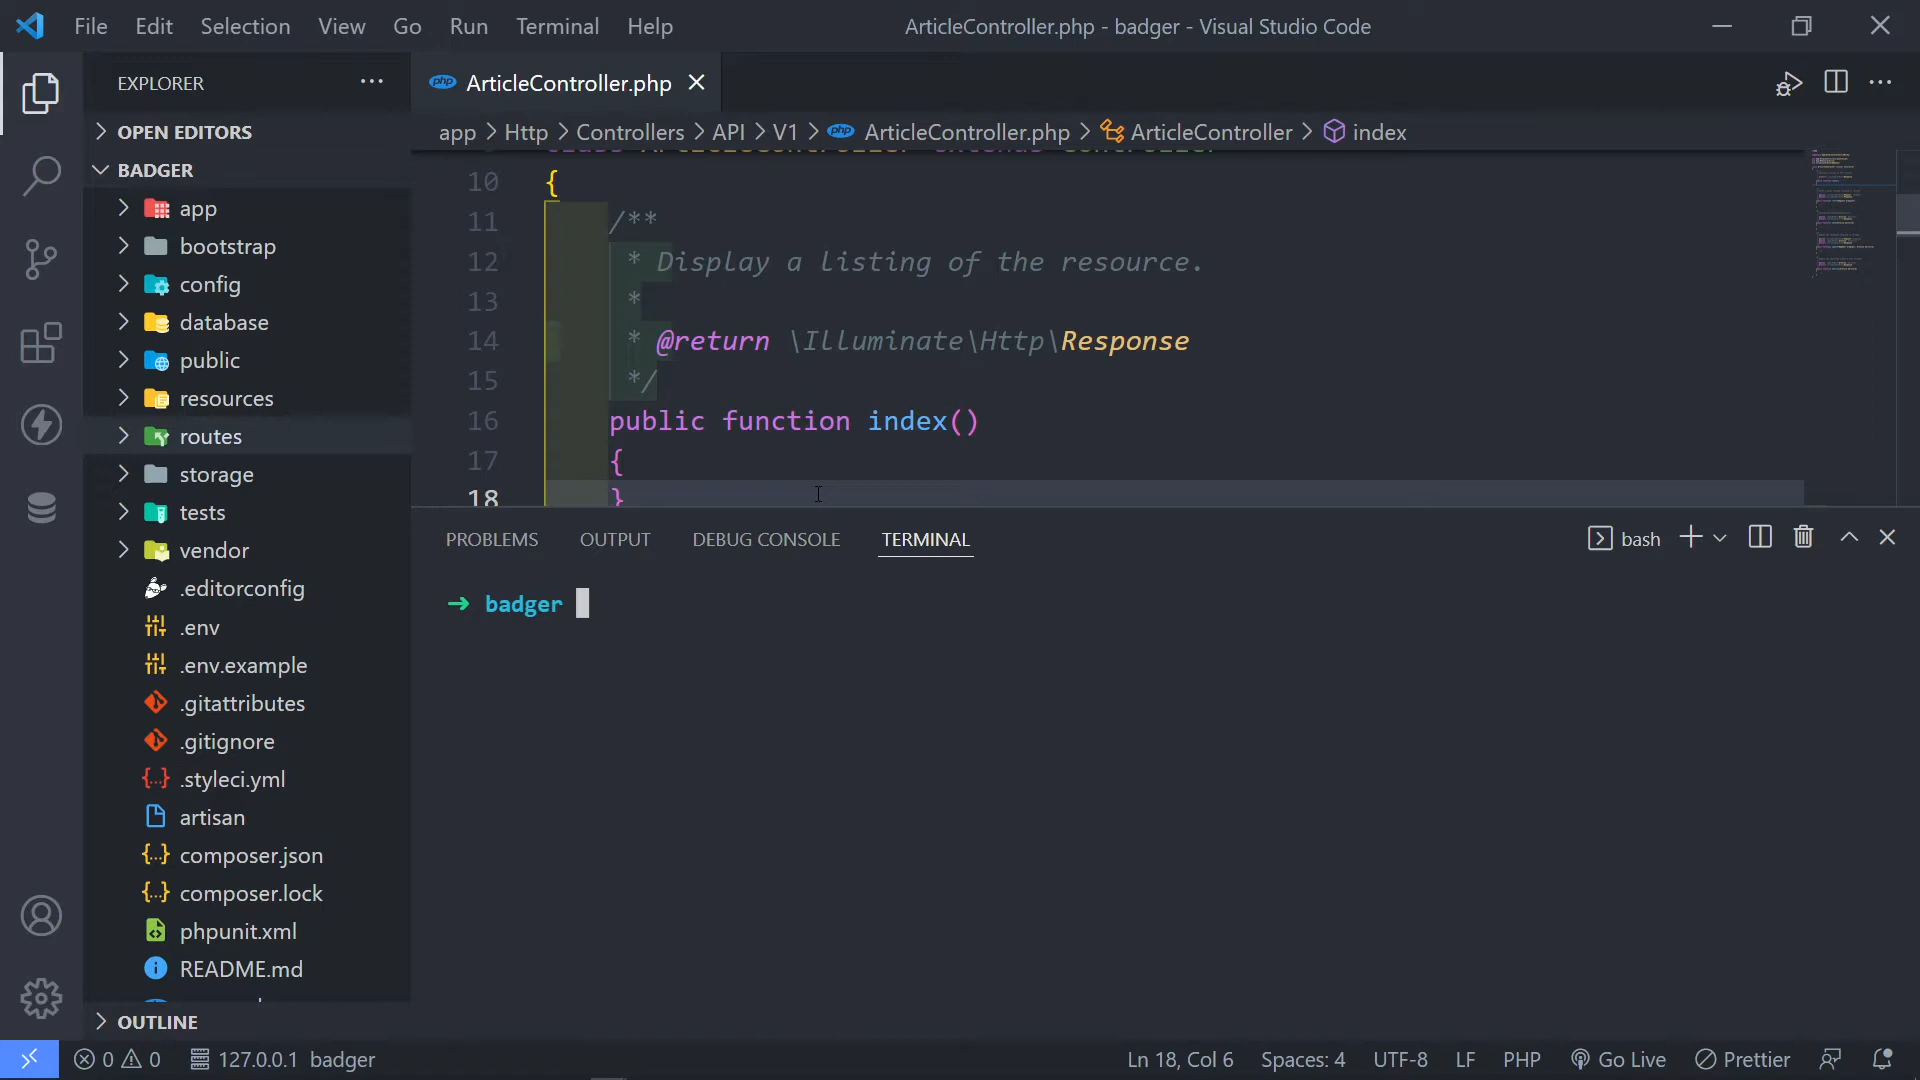 File Edit Selection View Go Run Terminal Help ArticleController.php - badger - Visual Studio Code
EXPLORER
ArticleController.php
OPEN EDITORS
app > Http > Controllers > API > V1 > ArticleController.php > ArticleController > index
BADGER
app
bootstrap
config
database
public
resources
routes
storage
tests
vendor
.editorconfig
.env
.env.example
.gitattributes
.gitignore
.styleci.yml
artisan
composer.json
composer.lock
phpunit.xml
README.md
OUTLINE
class ArticleController extends Controller
10 {
11 /**
12 * Display a listing of the resource.
13 *
14 * @return \Illuminate\Http\Response
15 */
16 public function index()
17 {
18 }
PROBLEMS OUTPUT DEBUG CONSOLE TERMINAL bash
→ badger
0 0 127.0.0.1 badger Ln 18, Col 6 Spaces: 4 UTF-8 LF PHP Go Live Prettier